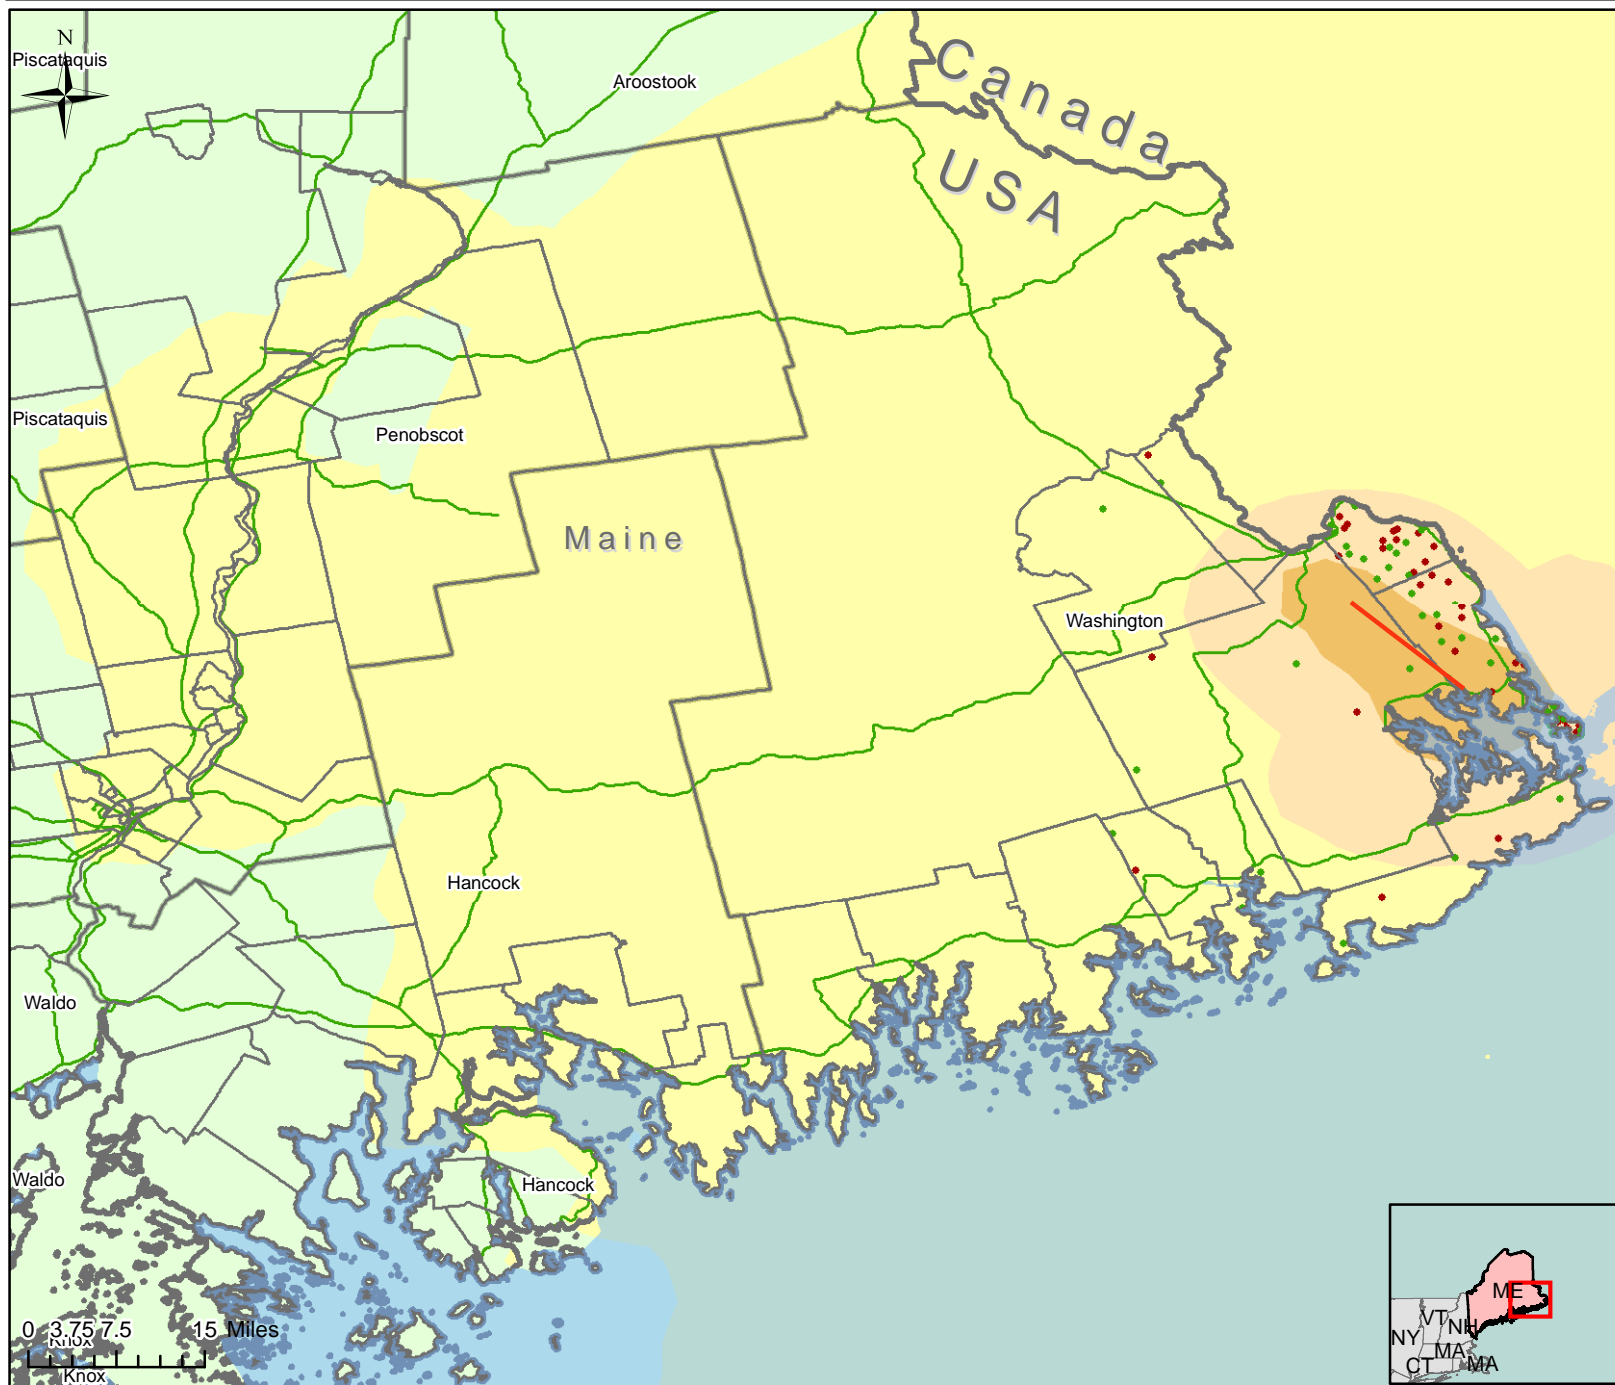 N
Piscataquis
Aroostook
Canada
USA
Piscataquis
Penobscot
Maine
Washington
Hancock
Waldo
Waldo
Hancock
0 3.75 7.5 15 Miles
Knox
Knox
ME
VT
NH
NY
MA
CT
MA